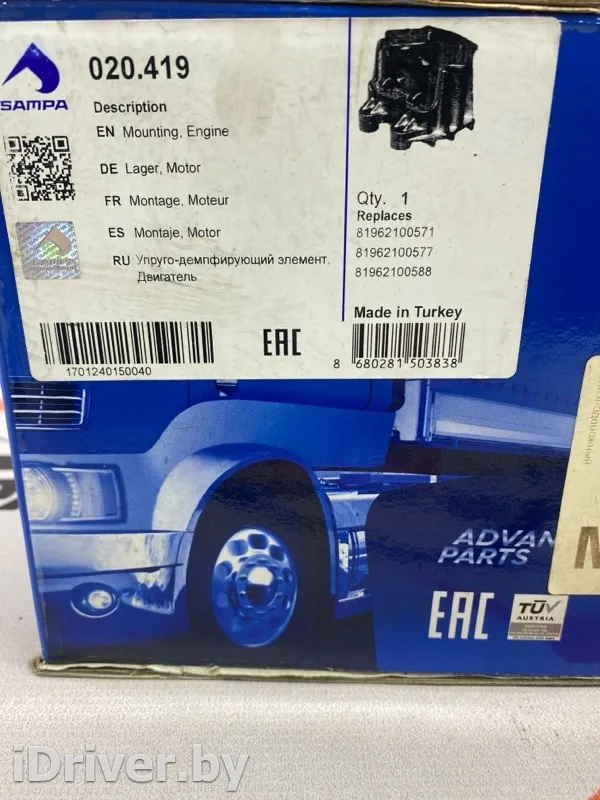 SAMPA
020.419
Description
EN Mounting, Engine
DE Lager, Motor
FR Montage, Moteur
ES Montaje, Motor
RU Упруго-демпфирующий элемент,
Двигатель
Qty. 1
Replaces
81962100571
81962100577
81962100588
Made in Turkey
1701240150040
EAC
8 680281 503838
ADVAN
PARTS
EAC
TÜV
AUSTRIA
iDriver.by